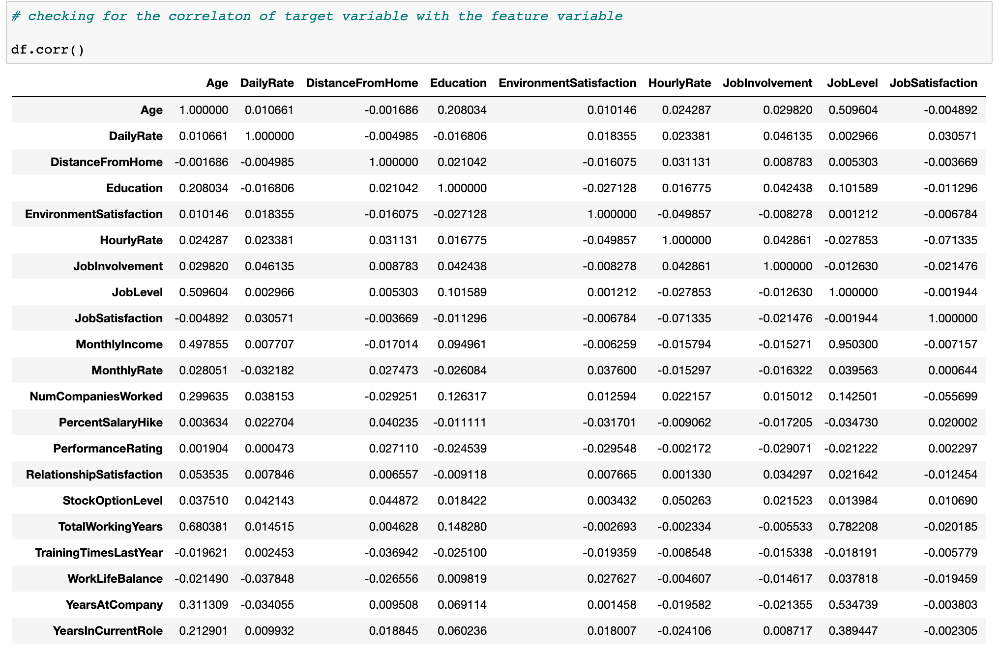 # checking for the correlaton of target variable with the feature variable
df.corr()
Age DailyRate DistanceFromHome Education EnvironmentSatisfaction HourlyRate JobInvolvement JobLevel JobSatisfaction
Age 1.000000 0.010661 -0.001686 0.208034 0.010146 0.024287 0.029820 0.509604 -0.004892
DailyRate 0.010661 1.000000 -0.004985 -0.016806 0.018355 0.023381 0.046135 0.002966 0.030571
DistanceFromHome -0.001686 -0.004985 1.000000 0.021042 -0.016075 0.031131 0.008783 0.005303 -0.003669
Education 0.208034 -0.016806 0.021042 1.000000 -0.027128 0.016775 0.042438 0.101589 -0.011296
EnvironmentSatisfaction 0.010146 0.018355 -0.016075 -0.027128 1.000000 -0.049857 -0.008278 0.001212 -0.006784
HourlyRate 0.024287 0.023381 0.031131 0.016775 -0.049857 1.000000 0.042861 -0.027853 -0.071335
JobInvolvement 0.029820 0.046135 0.008783 0.042438 -0.008278 0.042861 1.000000 -0.012630 -0.021476
JobLevel 0.509604 0.002966 0.005303 0.101589 0.001212 -0.027853 -0.012630 1.000000 -0.001944
JobSatisfaction -0.004892 0.030571 -0.003669 -0.011296 -0.006784 -0.071335 -0.021476 -0.001944 1.000000
MonthlyIncome 0.497855 0.007707 -0.017014 0.094961 -0.006259 -0.015794 -0.015271 0.950300 -0.007157
MonthlyRate 0.028051 -0.032182 0.027473 -0.026084 0.037600 -0.015297 -0.016322 0.039563 0.000644
NumCompaniesWorked 0.299635 0.038153 -0.029251 0.126317 0.012594 0.022157 0.015012 0.142501 -0.055699
PercentSalaryHike 0.003634 0.022704 0.040235 -0.011111 -0.031701 -0.009062 -0.017205 -0.034730 0.020002
PerformanceRating 0.001904 0.000473 0.027110 -0.024539 -0.029548 -0.002172 -0.029071 -0.021222 0.002297
RelationshipSatisfaction 0.053535 0.007846 0.006557 -0.009118 0.007665 0.001330 0.034297 0.021642 -0.012454
StockOptionLevel 0.037510 0.042143 0.044872 0.018422 0.003432 0.050263 0.021523 0.013984 0.010690
TotalWorkingYears 0.680381 0.014515 0.004628 0.148280 -0.002693 -0.002334 -0.005533 0.782208 -0.020185
TrainingTimesLastYear -0.019621 0.002453 -0.036942 -0.025100 -0.019359 -0.008548 -0.015338 -0.018191 -0.005779
WorkLifeBalance -0.021490 -0.037848 -0.026556 0.009819 0.027627 -0.004607 -0.014617 0.037818 -0.019459
YearsAtCompany 0.311309 -0.034055 0.009508 0.069114 0.001458 -0.019582 -0.021355 0.534739 -0.003803
YearsInCurrentRole 0.212901 0.009932 0.018845 0.060236 0.018007 -0.024106 0.008717 0.389447 -0.002305